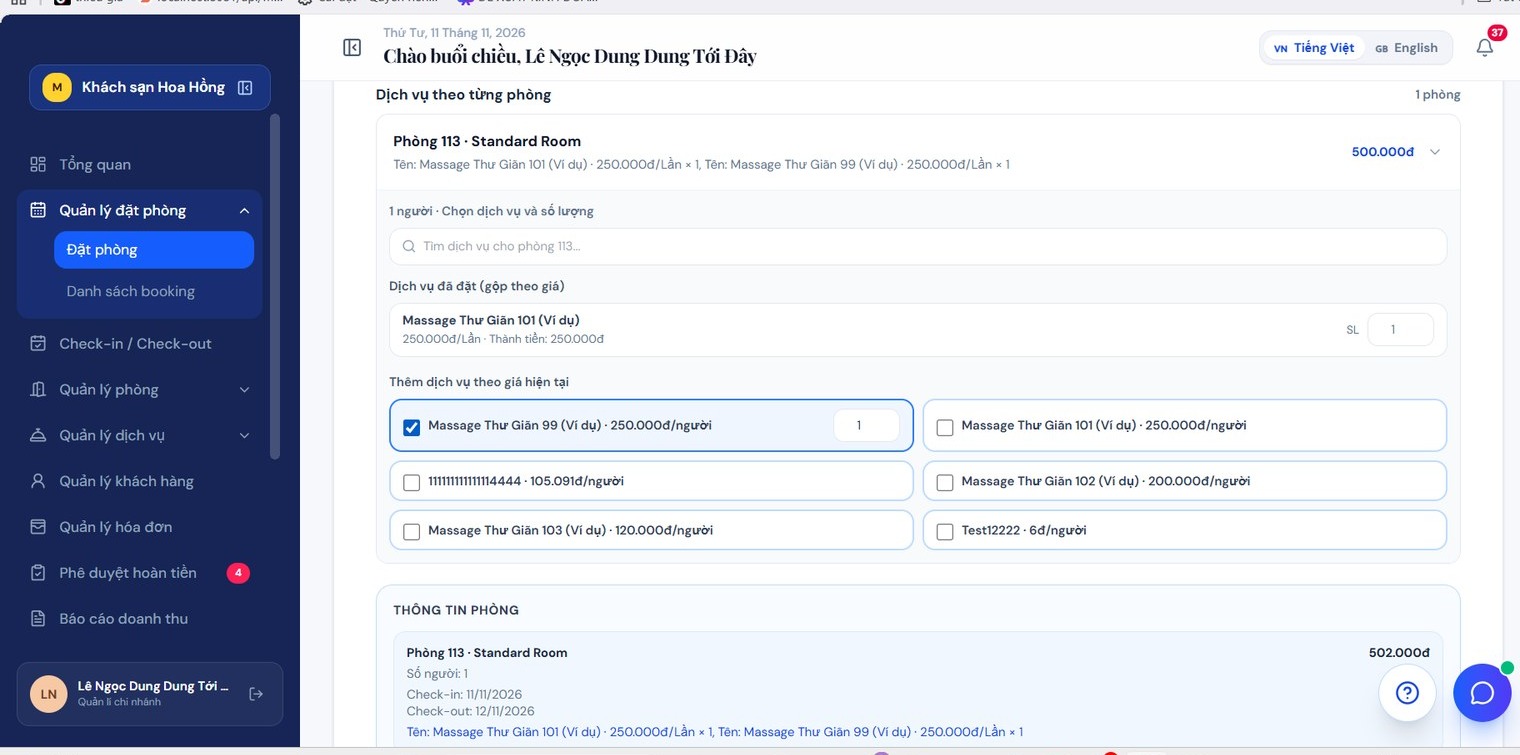 Thứ Tư, 11 Tháng 11, 2026
Chào buổi chiều, Lê Ngọc Dung Dung Tới Đây
VN Tiếng Việt
GB English
37
M
Khách sạn Hoa Hồng
Tổng quan
Quản lý đặt phòng
Đặt phòng
Danh sách booking
Check-in / Check-out
Quản lý phòng
Quản lý dịch vụ
Quản lý khách hàng
Quản lý hóa đơn
Phê duyệt hoàn tiền
4
Báo cáo doanh thu
LN
Lê Ngọc Dung Dung Tới ...
Quản lí chi nhánh
Dịch vụ theo từng phòng
1 phòng
Phòng 113 · Standard Room
Tên: Massage Thư Giãn 101 (Ví dụ) · 250.000đ/Lần × 1, Tên: Massage Thư Giãn 99 (Ví dụ) · 250.000đ/Lần × 1
500.000đ
1 người · Chọn dịch vụ và số lượng
Tìm dịch vụ cho phòng 113...
Dịch vụ đã đặt (gộp theo giá)
Massage Thư Giãn 101 (Ví dụ)
250.000đ/Lần · Thành tiền: 250.000đ
SL
1
Thêm dịch vụ theo giá hiện tại
Massage Thư Giãn 99 (Ví dụ) · 250.000đ/người
1
Massage Thư Giãn 101 (Ví dụ) · 250.000đ/người
111111111111114444 · 105.091đ/người
Massage Thư Giãn 102 (Ví dụ) · 200.000đ/người
Massage Thư Giãn 103 (Ví dụ) · 120.000đ/người
Test12222 · 6đ/người
THÔNG TIN PHÒNG
Phòng 113 · Standard Room
502.000đ
Số người: 1
Check-in: 11/11/2026
Check-out: 12/11/2026
Tên: Massage Thư Giãn 101 (Ví dụ) · 250.000đ/Lần × 1, Tên: Massage Thư Giãn 99 (Ví dụ) · 250.000đ/Lần × 1